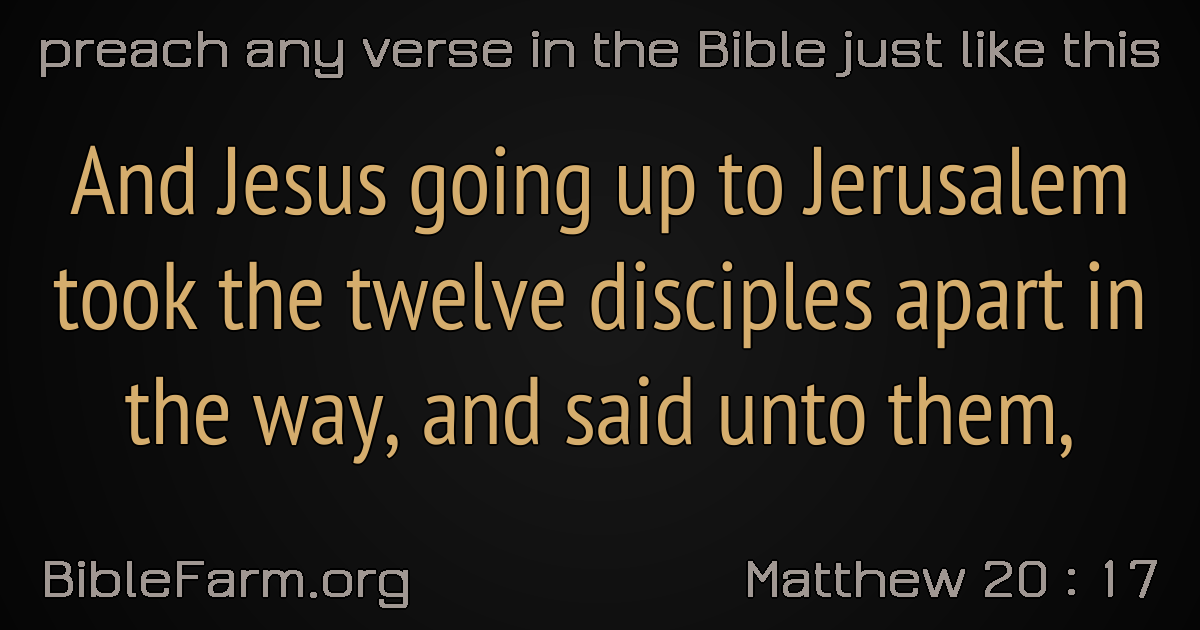 preach any verse in the Bible just like this
And Jesus going up to Jerusalem
took the twelve disciples apart in
the way, and said unto them,
BibleFarm.org
Matthew 20 : 17